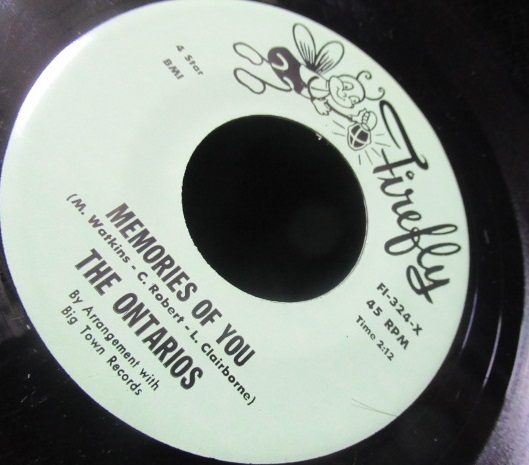 Firefly
4 Star
BMI
FI-324-X
45 RPM
Time 2:12
MEMORIES OF YOU
(M. Watkins - C. Robert - L. Clairborne)
THE ONTARIOS
By Arrangement with
Big Town Records